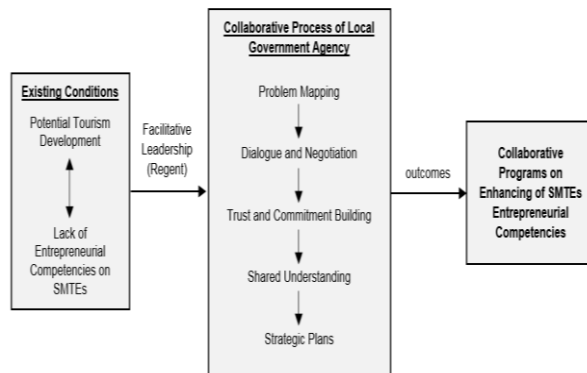 Existing Conditions
Potential Tourism
Development
Lack of
Entrepreneurial
Competencies on
SMTEs
Facilitative
Leadership
(Regent)
Collaborative Process of Local
Government Agency
Problem Mapping
Dialogue and Negotiation
Trust and Commitment Building
Shared Understanding
Strategic Plans
outcomes
Collaborative
Programs on
Enhancing of SMTEs
Entrepreneurial
Competencies